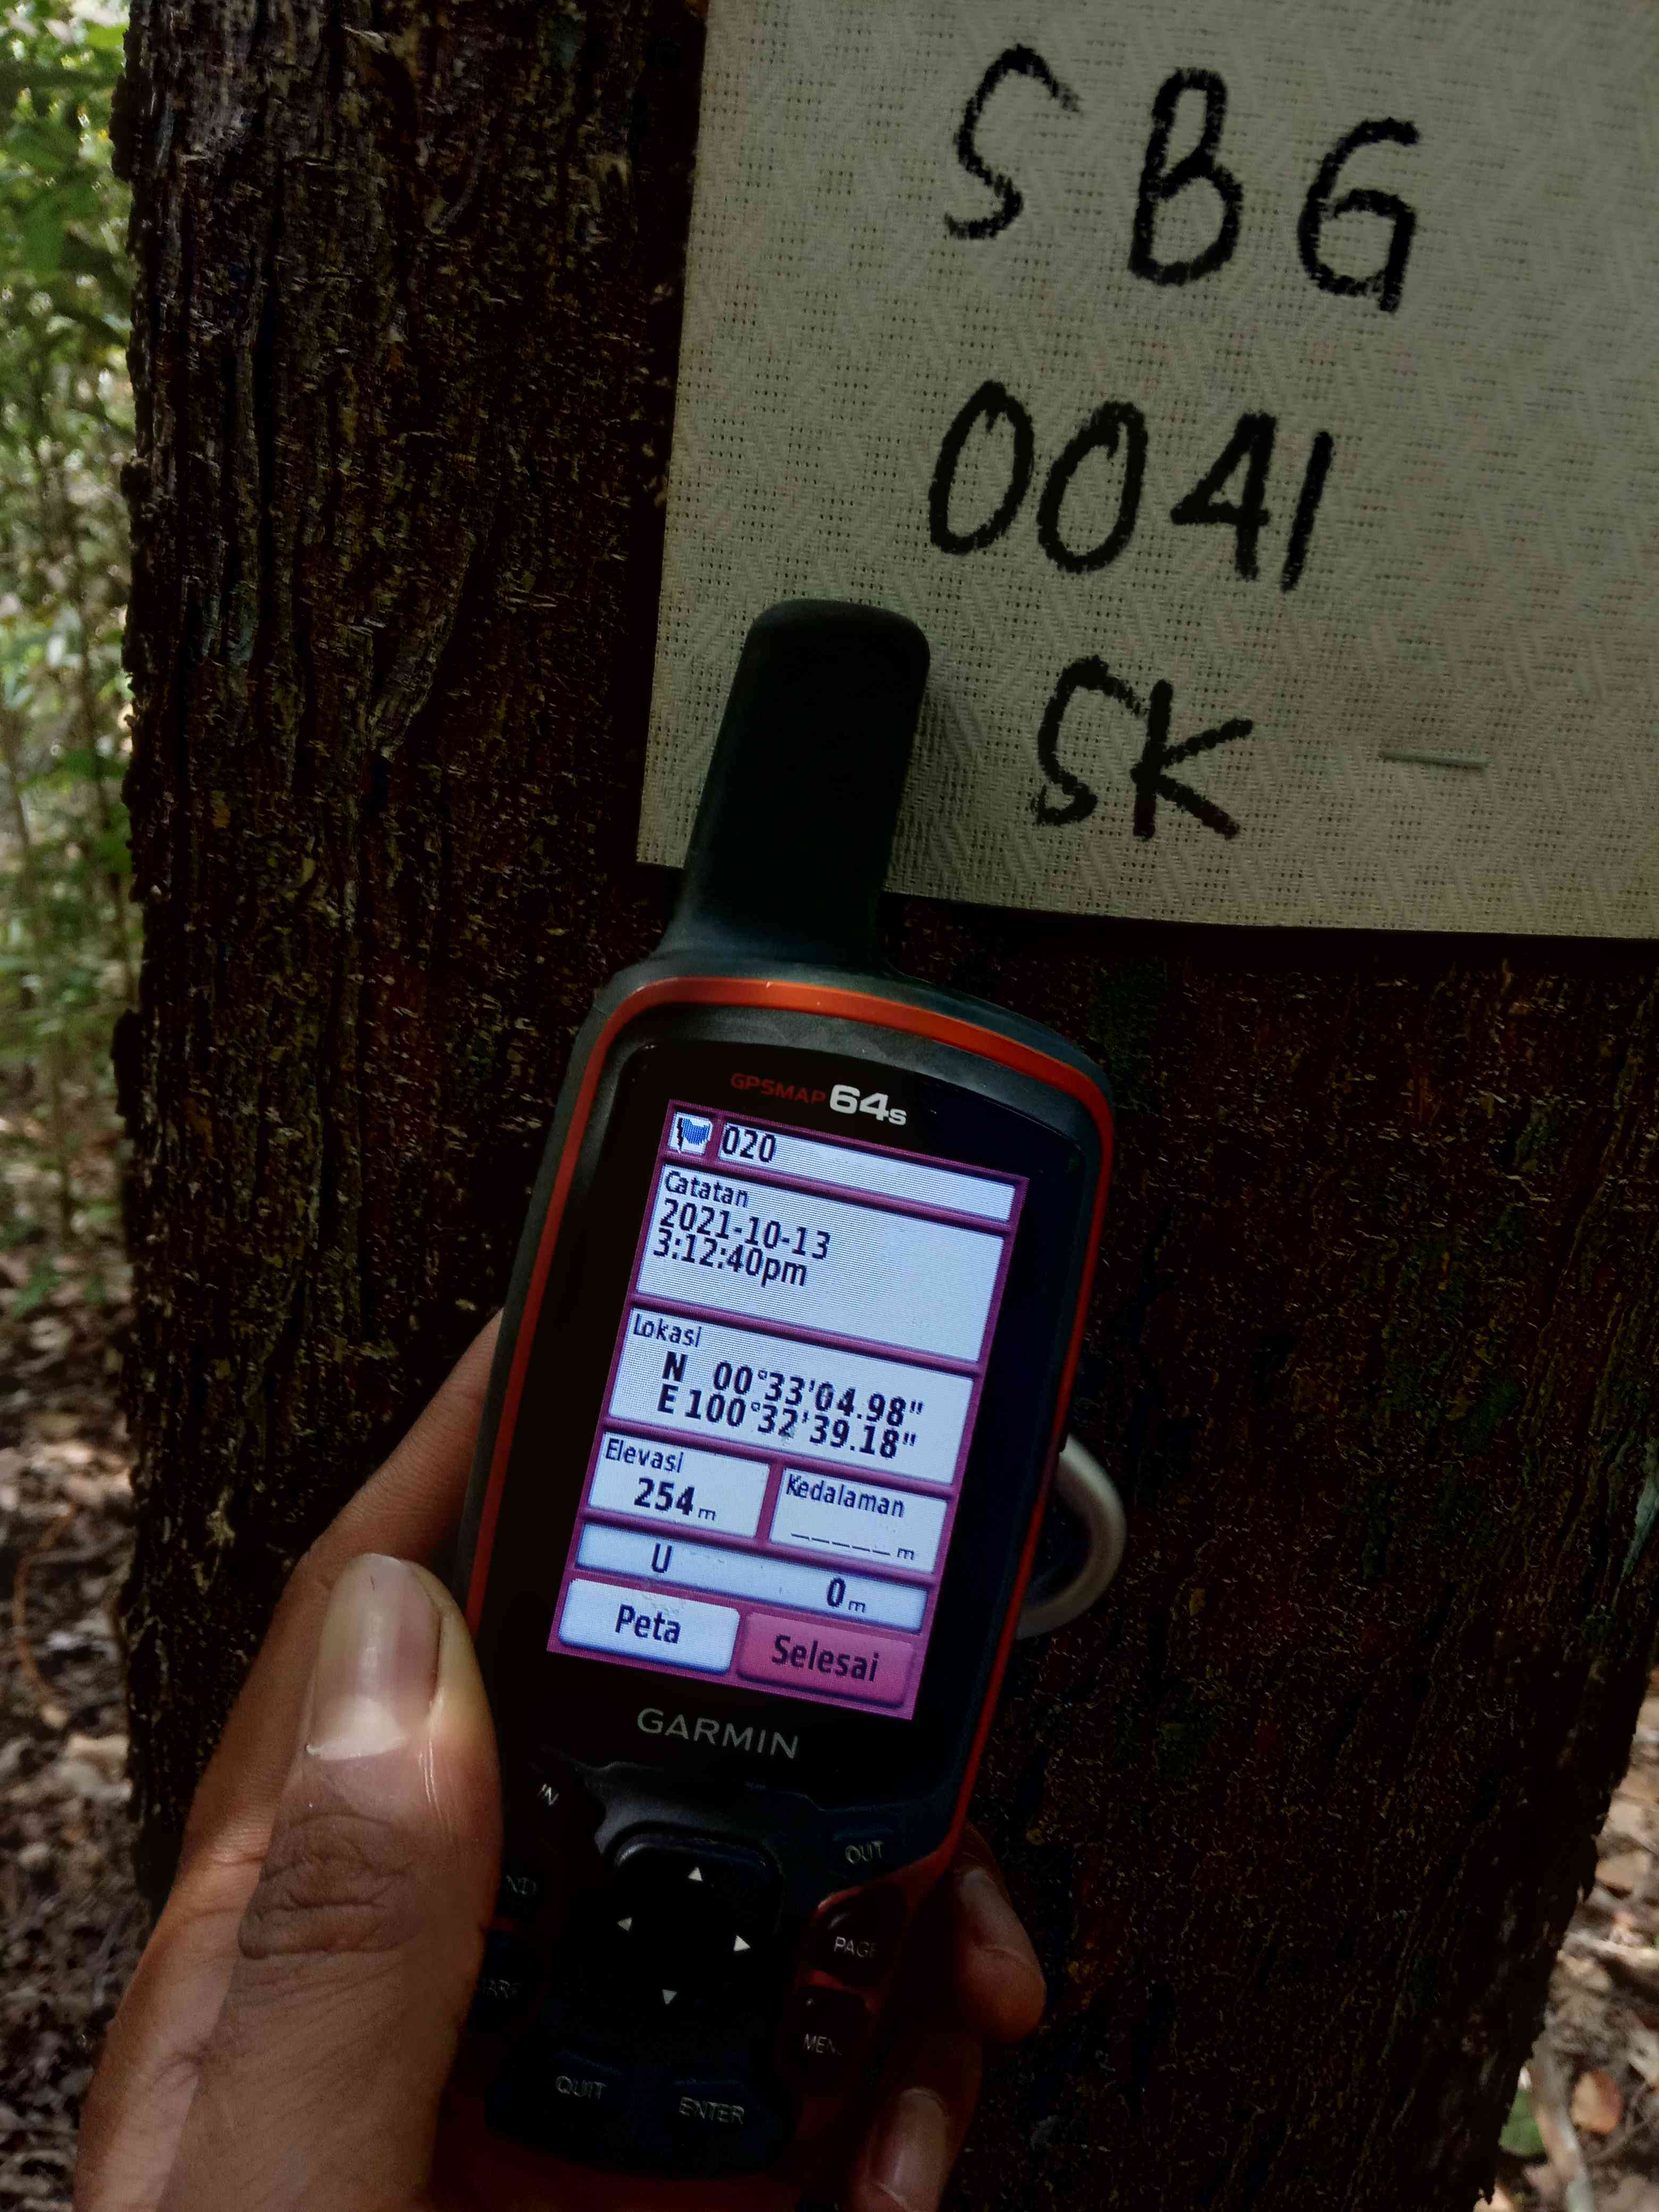 SBG
0041
SK
GPSMAP 64s
020
Catatan
2021-10-13
3:12:40pm
Lokasi
N 00°33'04.98"
E 100°32'39.18"
Elevasi
254 m
Kedalaman
_____ m
U 0 m
Peta
Selesai
GARMIN
IN
OUT
PAGE
QUIT
ENTER